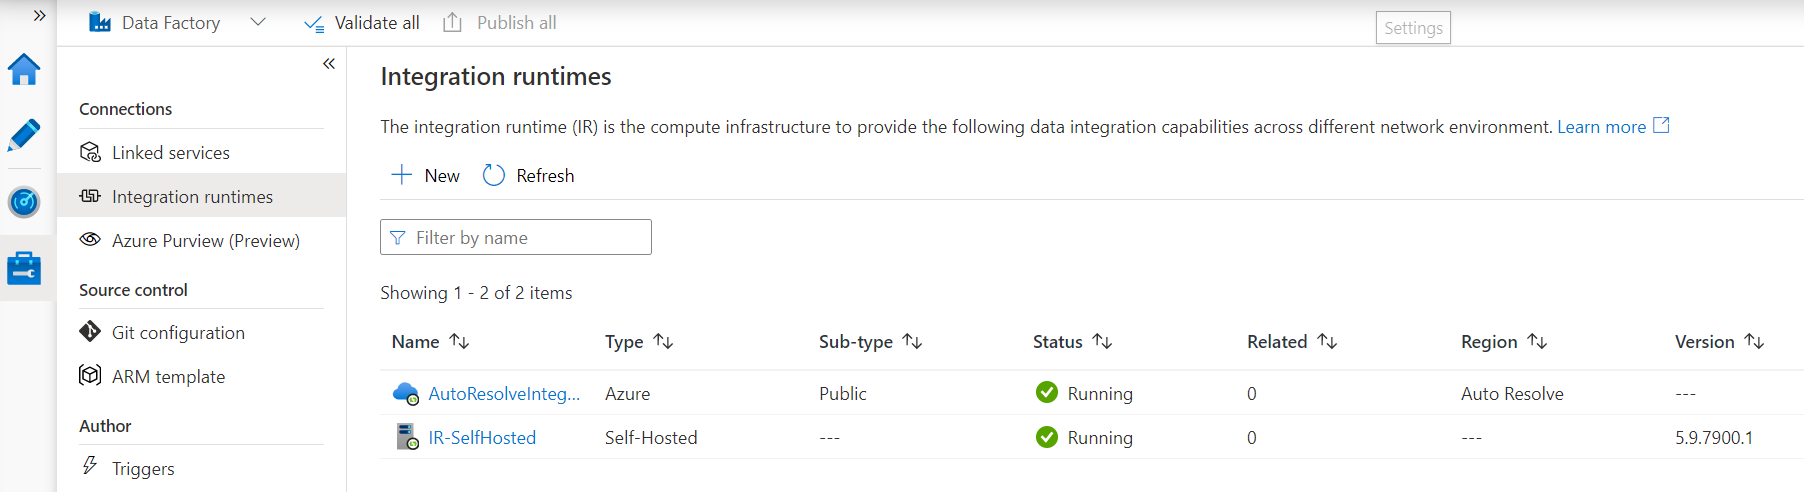 Data Factory
Validate all
Publish all
Settings
Connections
Linked services
Integration runtimes
Azure Purview (Preview)
Source control
Git configuration
ARM template
Author
Triggers
Integration runtimes
The integration runtime (IR) is the compute infrastructure to provide the following data integration capabilities across different network environment. Learn more
New Refresh
Filter by name
Showing 1 - 2 of 2 items
Name Type Sub-type Status Related Region Version
AutoResolveInteg... Azure Public Running 0 Auto Resolve ---
IR-SelfHosted Self-Hosted --- Running 0 --- 5.9.7900.1